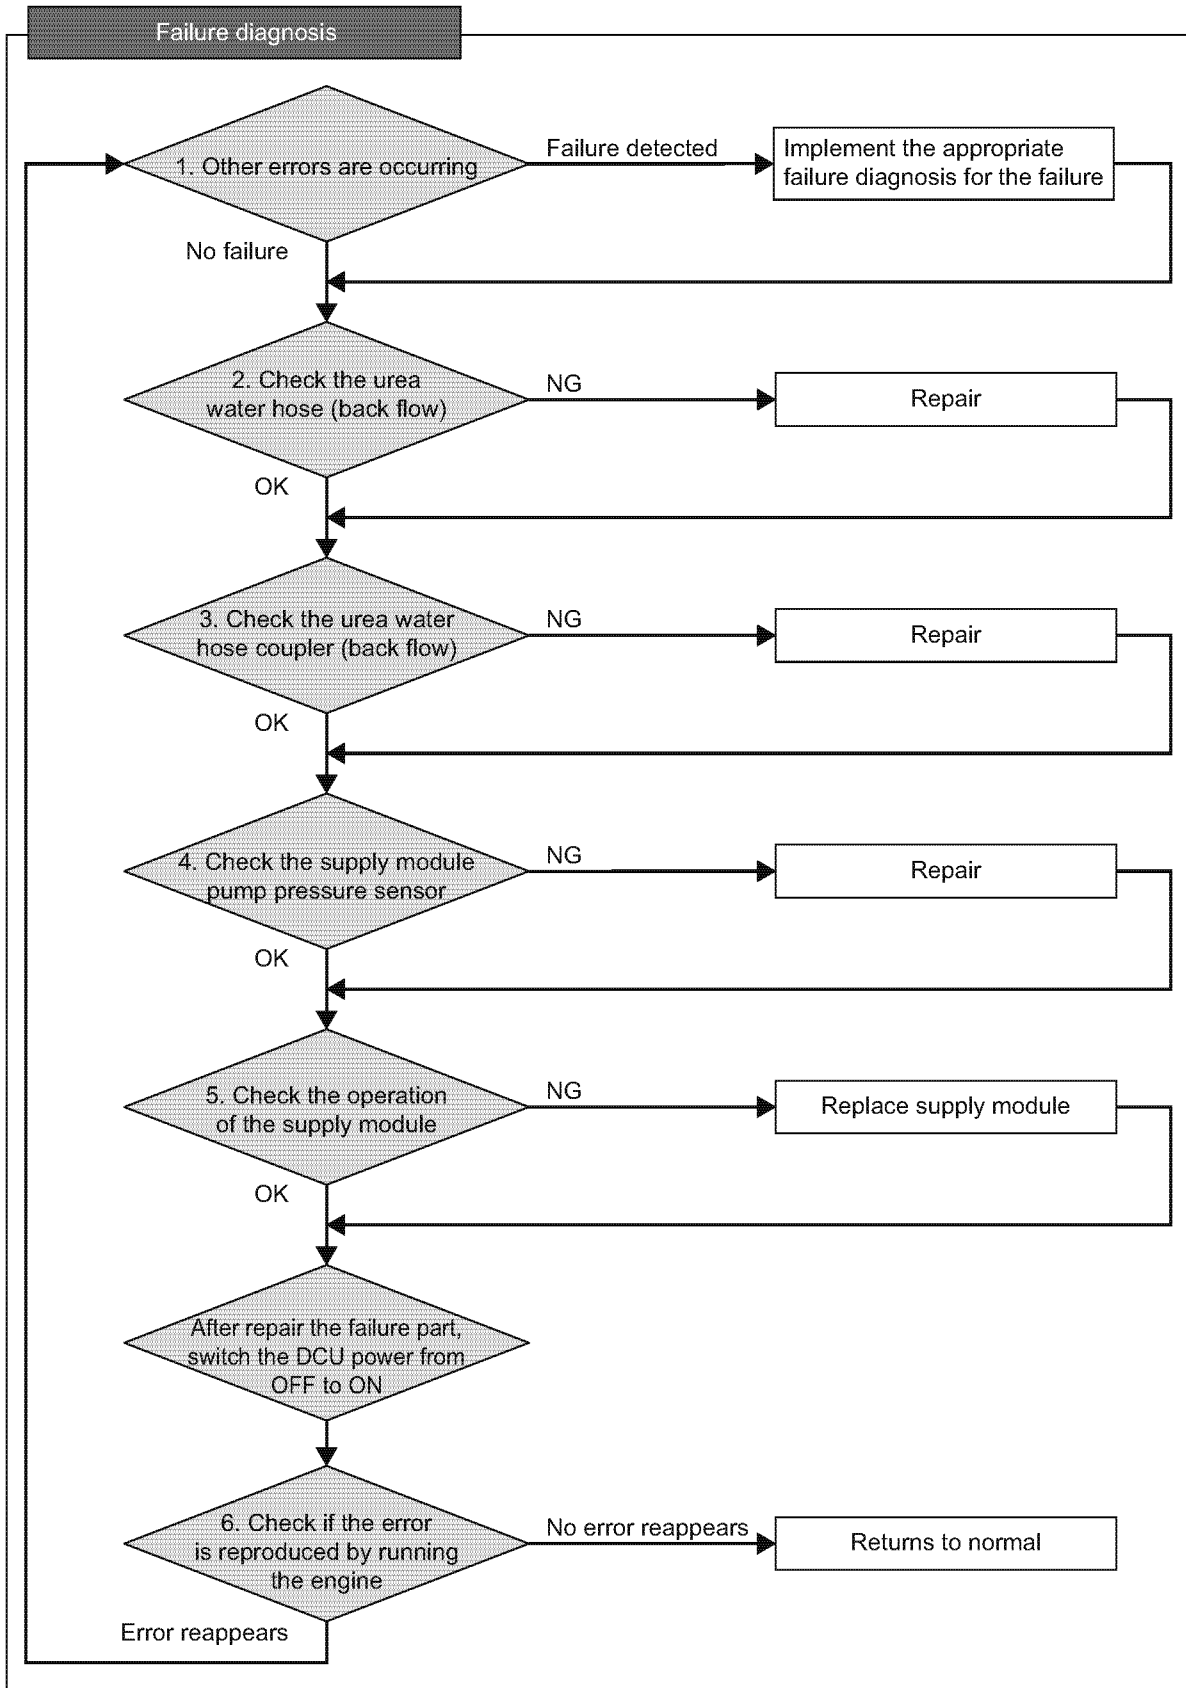 Failure diagnosis
1. Other errors are occurring
Failure detected
Implement the appropriate
failure diagnosis for the failure
No failure
2. Check the urea
water hose (back flow)
NG
Repair
OK
3. Check the urea water
hose coupler (back flow)
NG
Repair
OK
4. Check the supply module
pump pressure sensor
NG
Repair
OK
5. Check the operation
of the supply module
NG
Replace supply module
OK
After repair the failure part,
switch the DCU power from
OFF to ON
6. Check if the error
is reproduced by running
the engine
No error reappears
Returns to normal
Error reappears